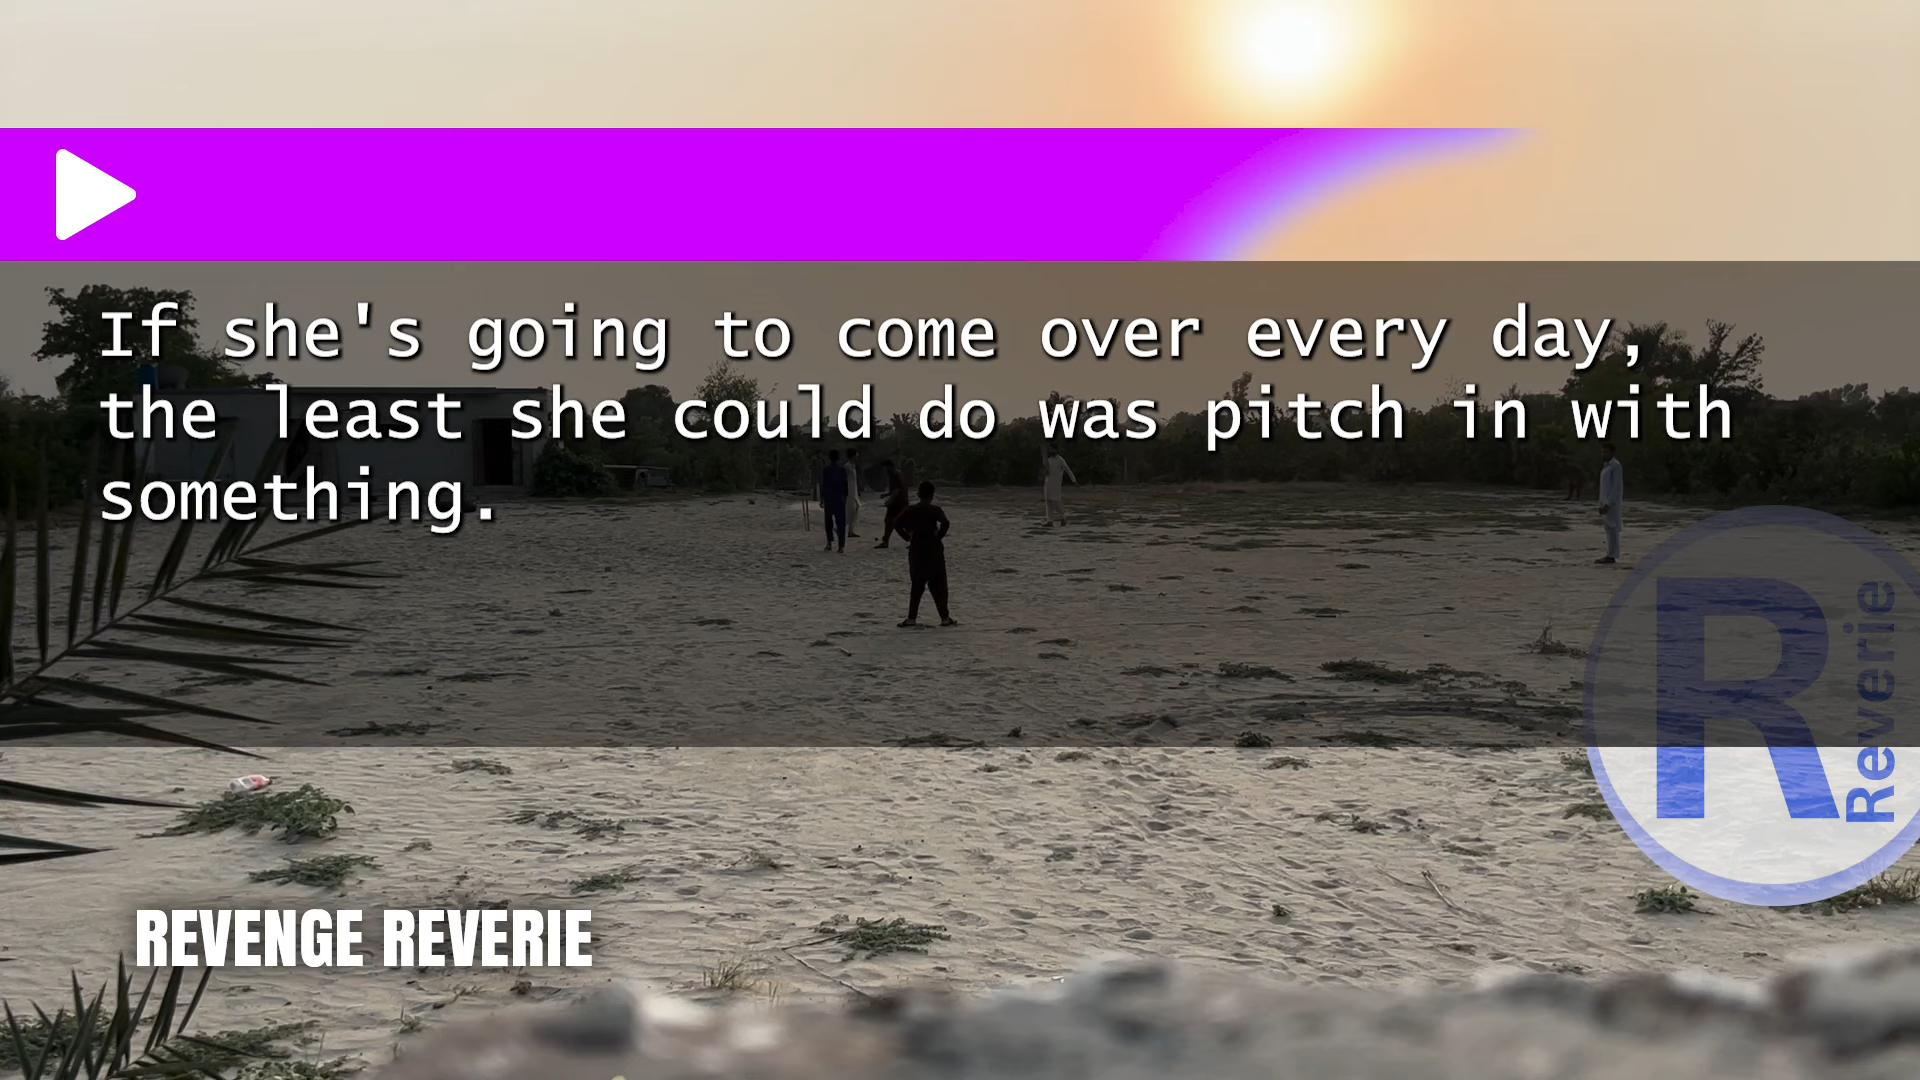 If she's going to come over every day,
the least she could do was pitch in with
something.
R
Reverie
REVENGE REVERIE